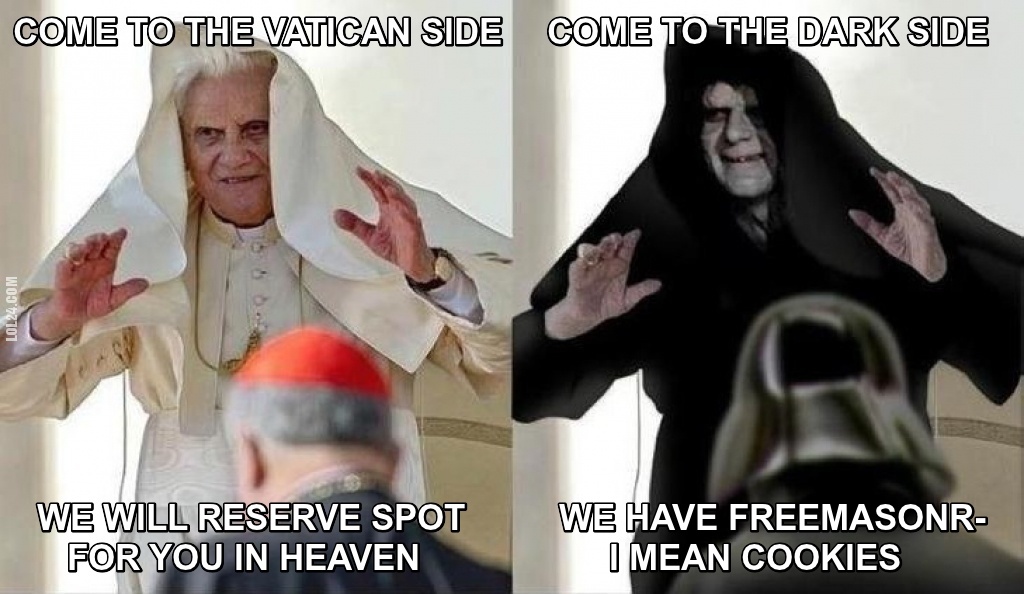 COME TO THE VATICAN SIDE
WE WILL RESERVE SPOT
FOR YOU IN HEAVEN
COME TO THE DARK SIDE
WE HAVE FREEMASONR-
I MEAN COOKIES
LOL24.COM